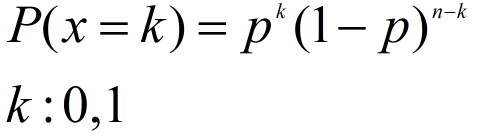 P(x = k) = p^k (1 − p)^{n−k}
k : 0,1